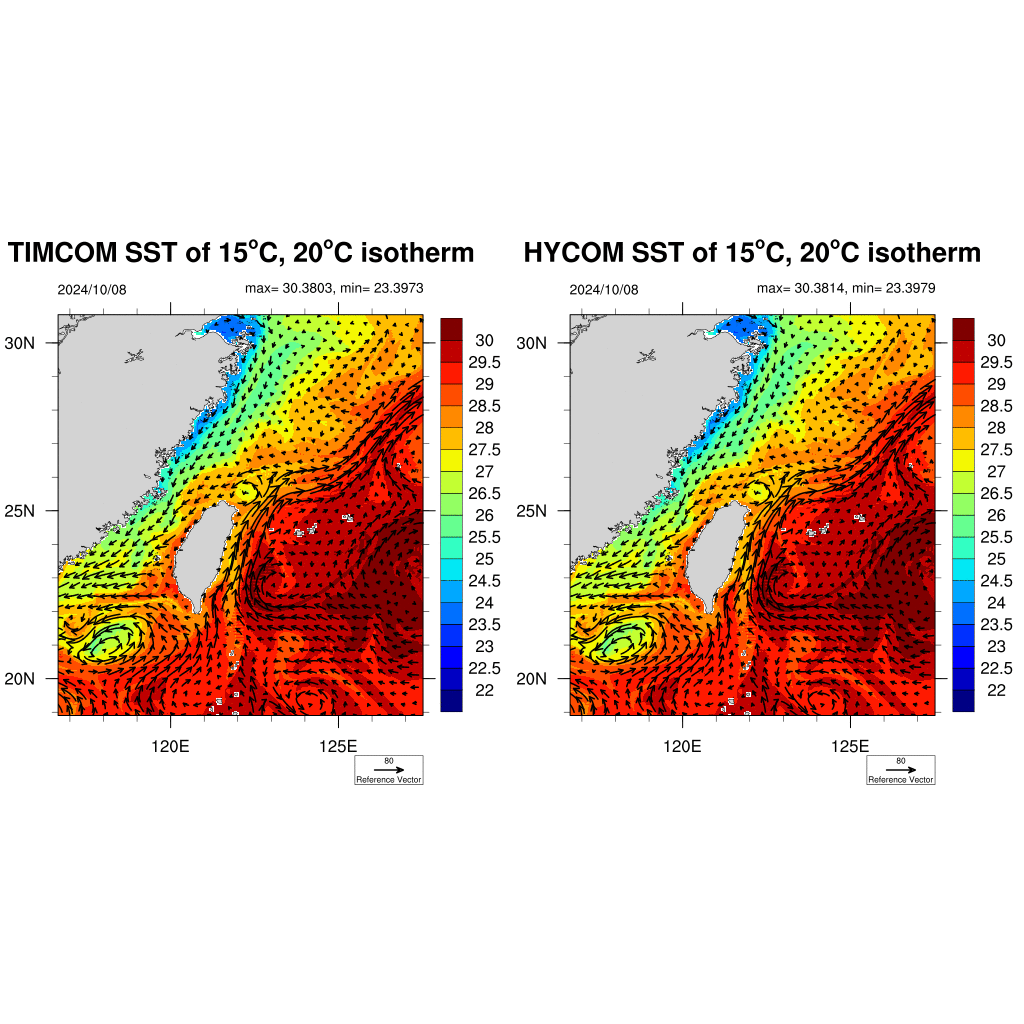 TIMCOM SST of 15°C, 20°C isotherm
2024/10/08
max= 30.3803, min= 23.3973
30N
25N
20N
120E
125E
30
29.5
29
28.5
28
27.5
27
26.5
26
25.5
25
24.5
24
23.5
23
22.5
22
80
Reference Vector
HYCOM SST of 15°C, 20°C isotherm
2024/10/08
max= 30.3814, min= 23.3979
30N
25N
20N
120E
125E
30
29.5
29
28.5
28
27.5
27
26.5
26
25.5
25
24.5
24
23.5
23
22.5
22
80
Reference Vector